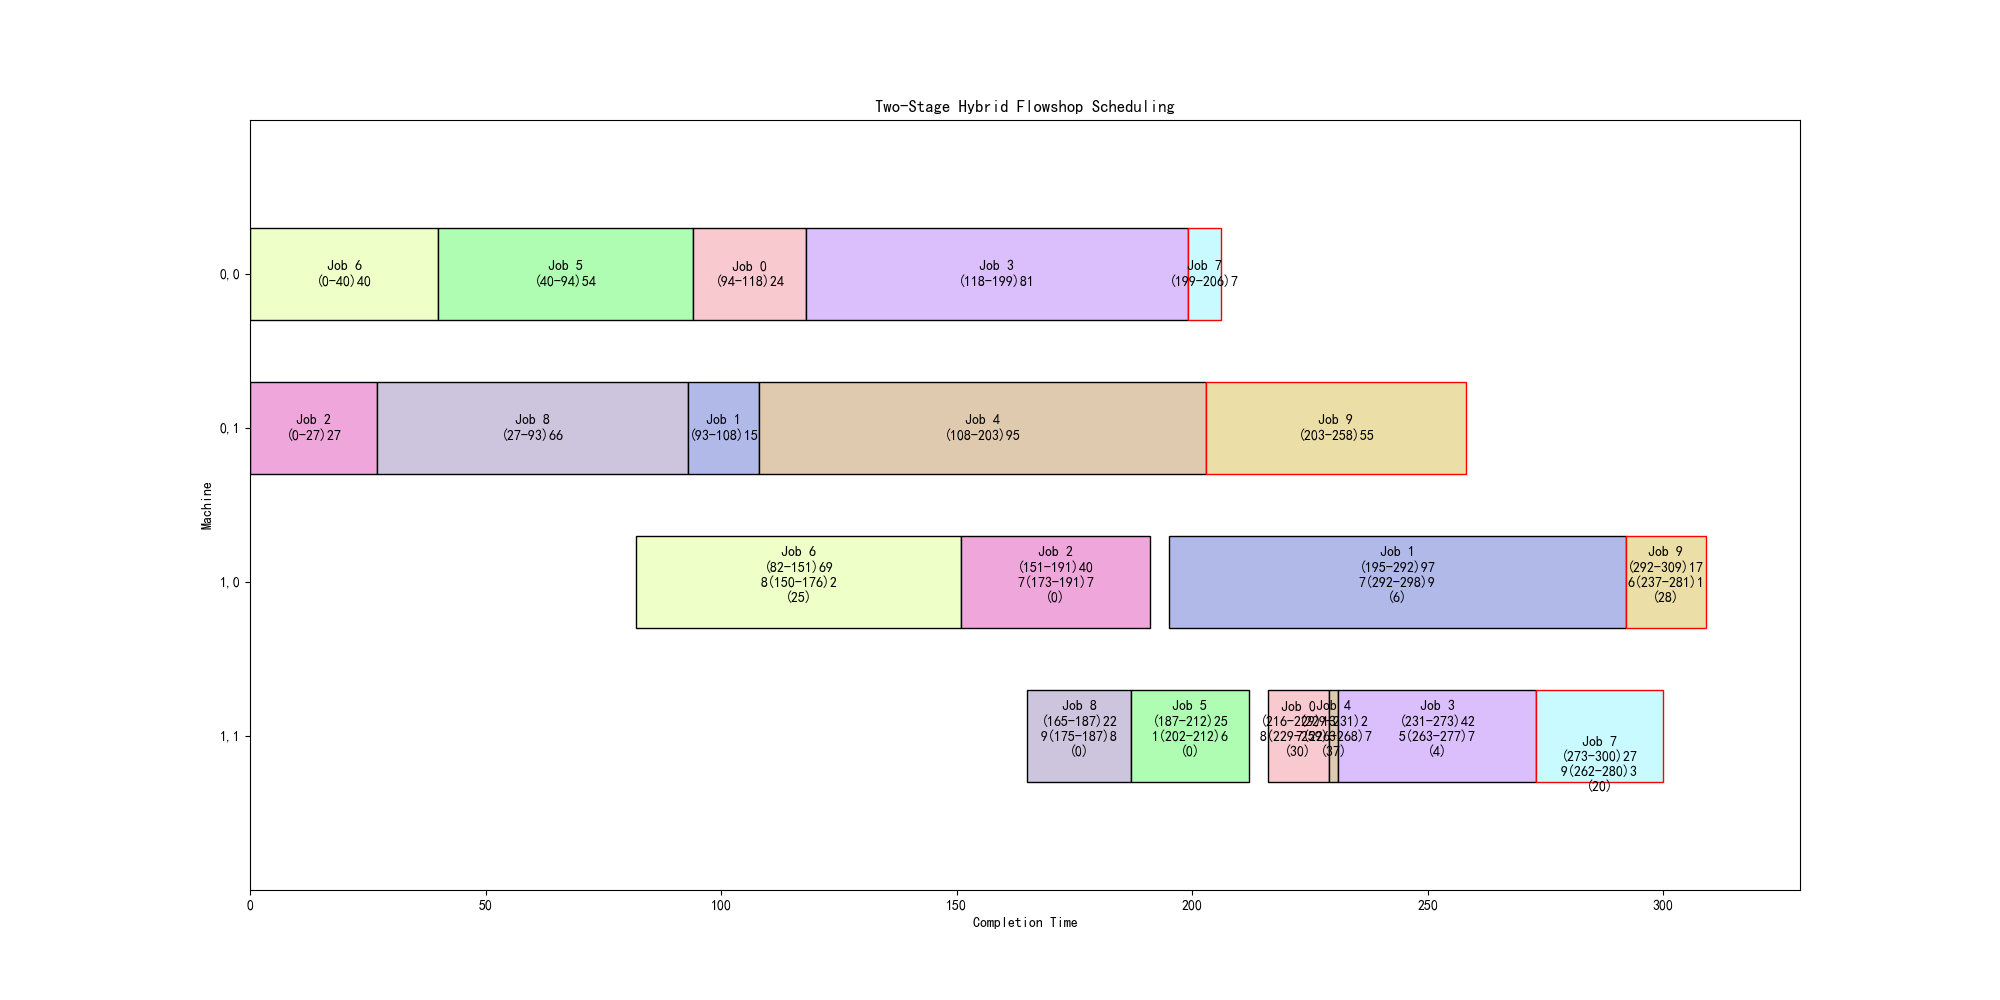 Two-Stage Hybrid Flowshop Scheduling
0,0
Job 6
(0-40)40
Job 5
(40-94)54
Job 0
(94-118)24
Job 3
(118-199)81
Job 7
(199-206)7
0,1
Job 2
(0-27)27
Job 8
(27-93)66
Job 1
(93-108)15
Job 4
(108-203)95
Job 9
(203-258)55
Machine
1,0
Job 6
(82-151)69
8(150-176)2
(25)
Job 2
(151-191)40
7(173-191)7
(0)
Job 1
(195-292)97
7(292-298)9
(6)
Job 9
(292-309)17
6(237-281)1
(28)
1,1
Job 8
(165-187)22
9(175-187)8
(0)
Job 5
(187-212)25
1(202-212)6
(0)
Job 0
(216-229)13
(30)
Job 4
(229-231)2
(37)
Job 3
(231-273)42
5(263-277)7
(4)
Job 7
(273-300)27
9(262-280)3
(20)
0
50
100
150
200
250
300
Completion Time